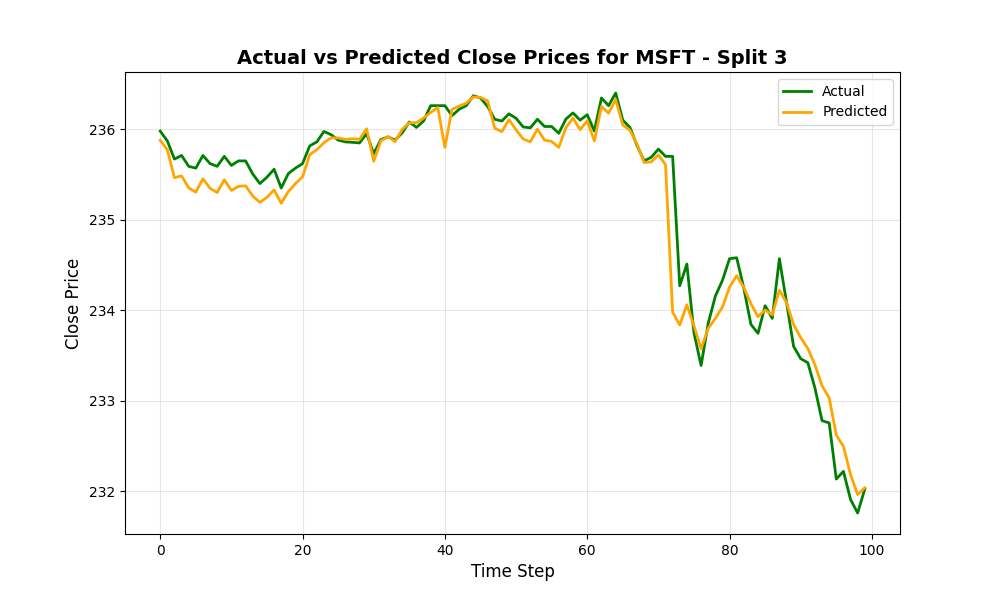 Actual vs Predicted Close Prices for MSFT - Split 3
Actual
Predicted
Close Price
236
235
234
233
232
0 20 40 60 80 100
Time Step